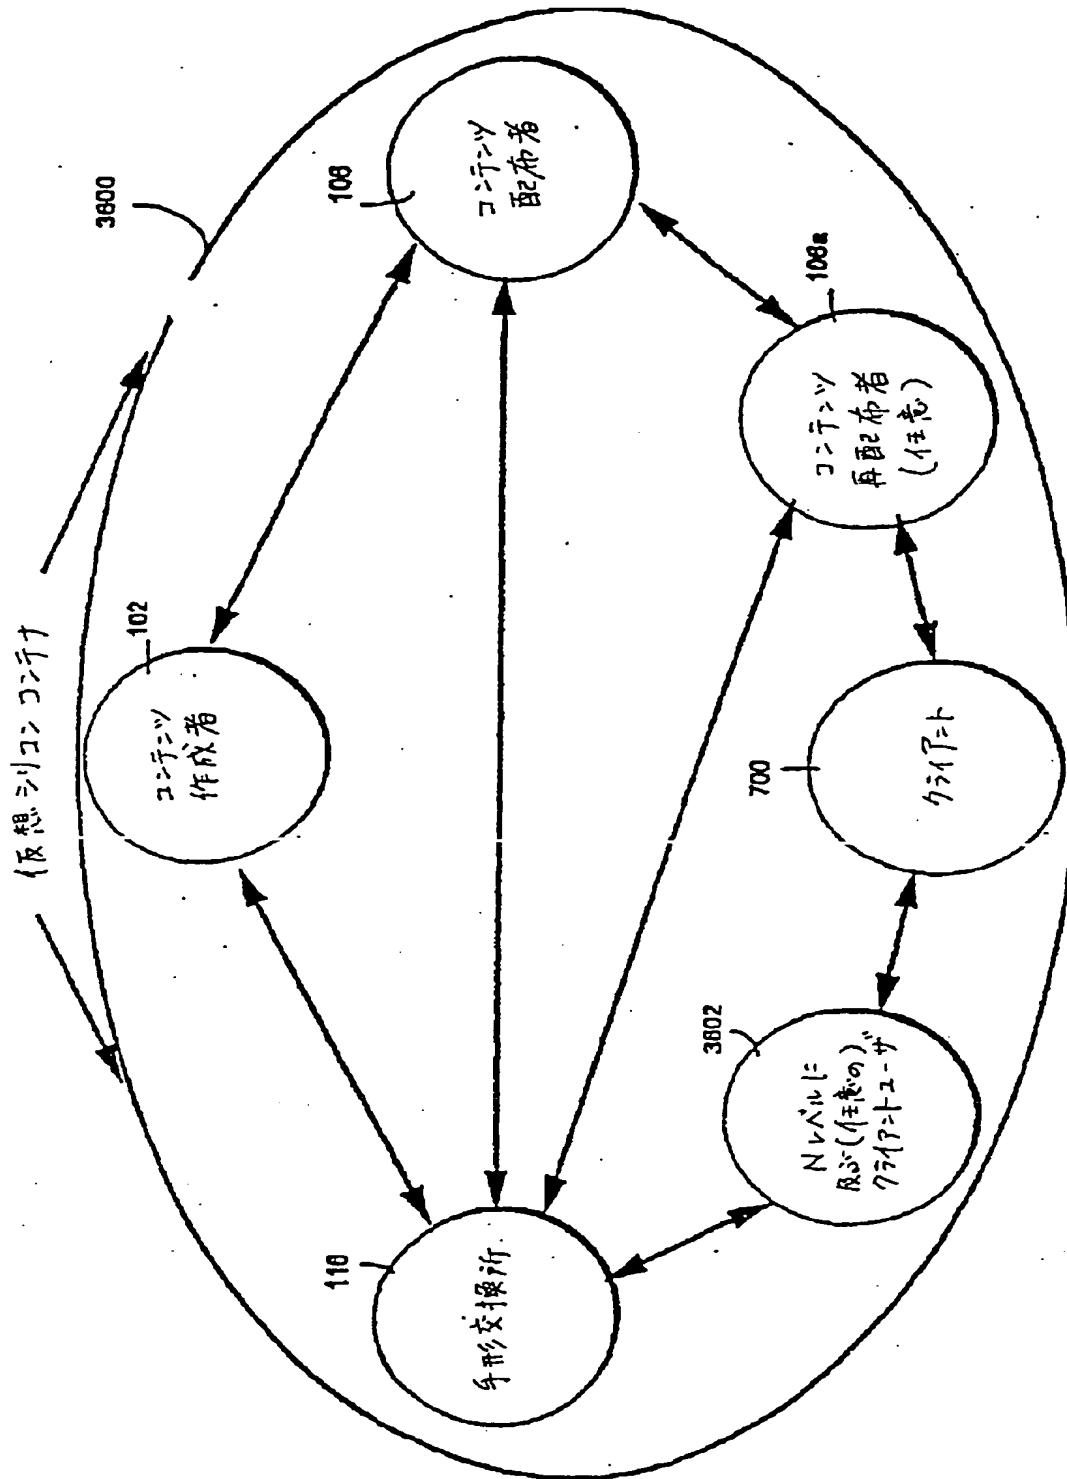 仮想シリコンコンテナ
3600
コンテンツ
作成者
102
コンテンツ
配布者
106
コンテンツ
再配布者
(任意)
106a
クライアント
700
Nレベルに
及ぶ(任意の)
クライアントユーザ
3602
手形交換所
116